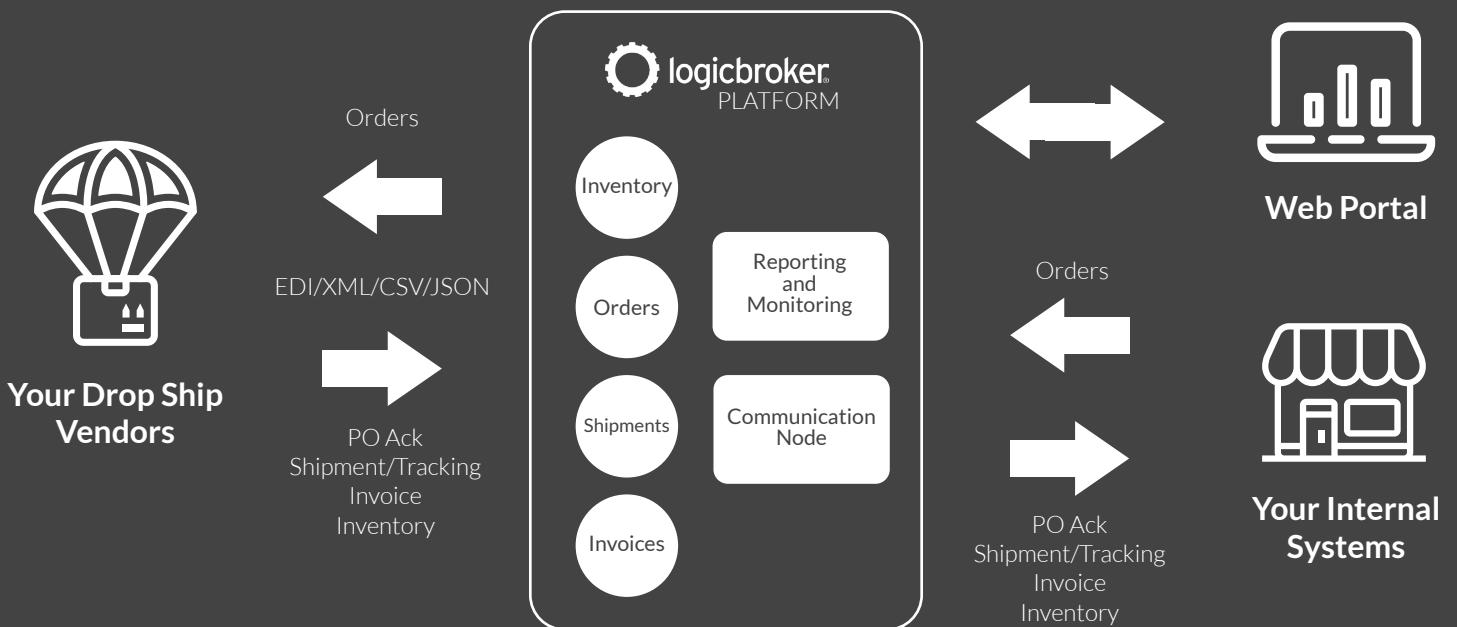 Orders
EDI/XML/CSV/JSON
PO Ack
Shipment/Tracking
Invoice
Inventory
Your Drop Ship
Vendors
logicbroker®
PLATFORM
Inventory
Orders
Shipments
Invoices
Reporting
and
Monitoring
Communication
Node
Web Portal
Orders
PO Ack
Shipment/Tracking
Invoice
Inventory
Your Internal
Systems